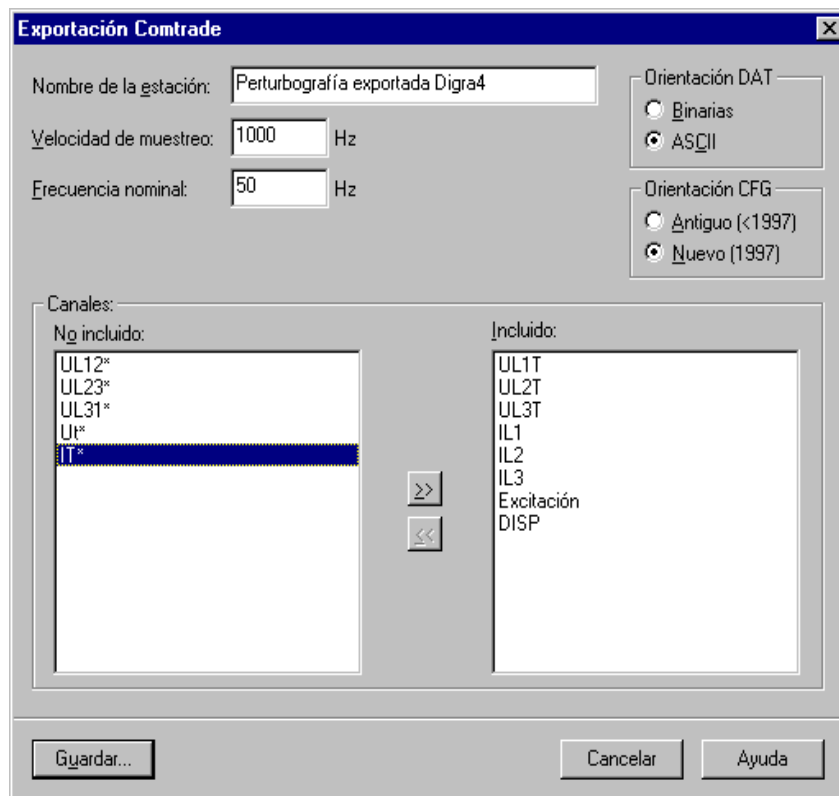 Exportación Comtrade
Nombre de la estación: Perturbografía exportada Digra4
Velocidad de muestreo: 1000 Hz
Frecuencia nominal: 50 Hz
Orientación DAT
Binarias
ASCII
Orientación CFG
Antiguo (<1997)
Nuevo (1997)
Canales:
No incluido:
UL12*
UL23*
UL31*
Ut*
IT*
>>
<<
Incluido:
UL1T
UL2T
UL3T
IL1
IL2
IL3
Excitación
DISP
Guardar...
Cancelar
Ayuda